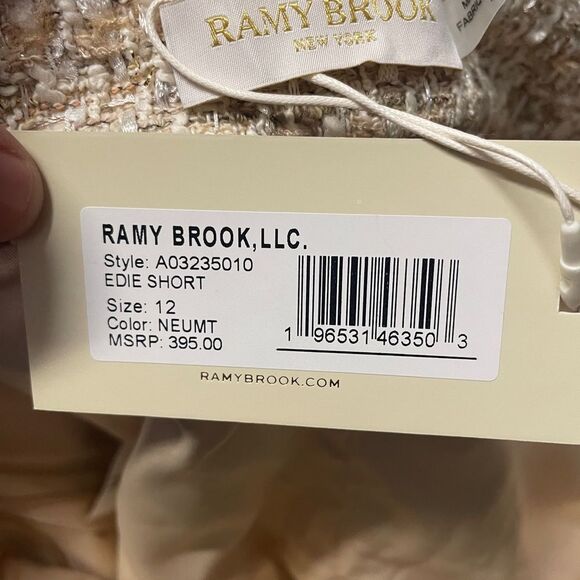 RAMY BROOK
NEW YORK
FABRIC
RAMY BROOK,LLC.
Style: A03235010
EDIE SHORT
Size: 12
Color: NEUMT
MSRP: 395.00
1 96531 46350 3
RAMYBROOK.COM